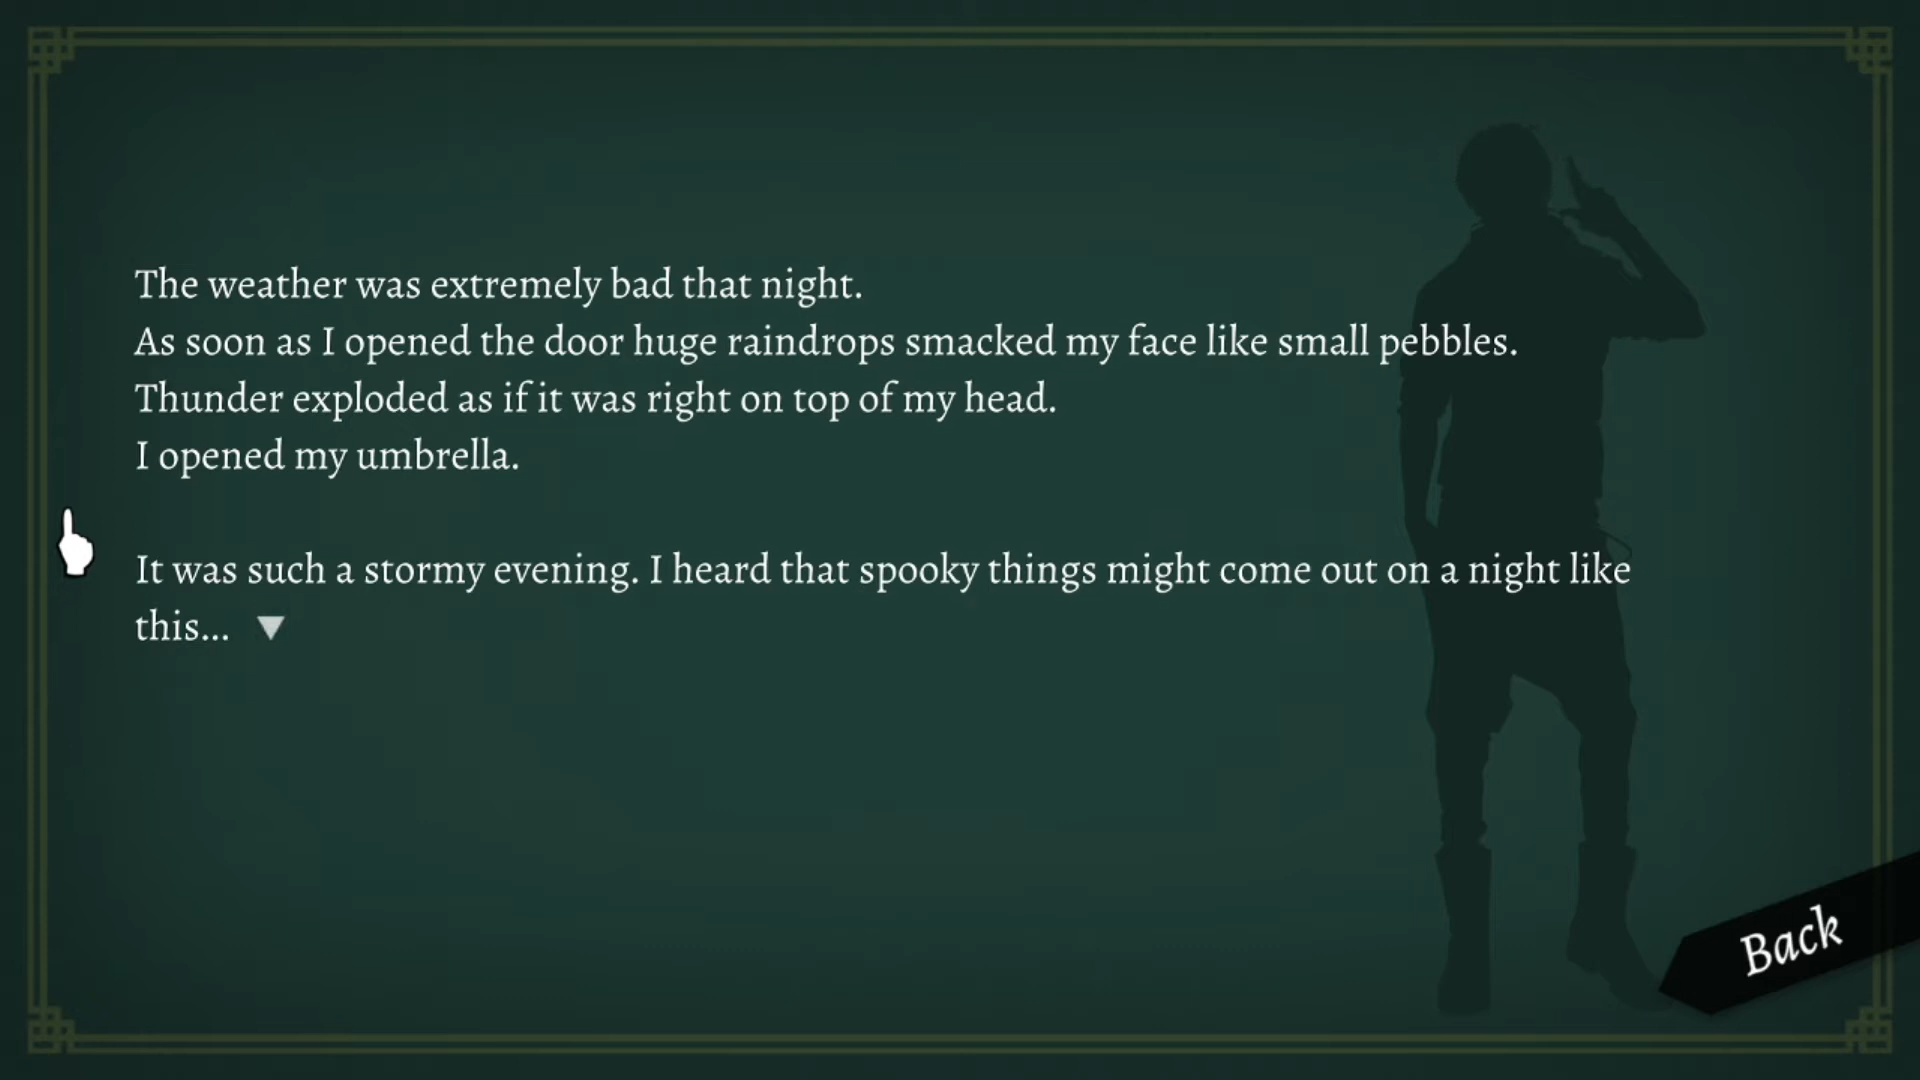 The weather was extremely bad that night.
As soon as I opened the door huge raindrops smacked my face like small pebbles.
Thunder exploded as if it was right on top of my head.
I opened my umbrella.
It was such a stormy evening. I heard that spooky things might come out on a night like
this...
Back